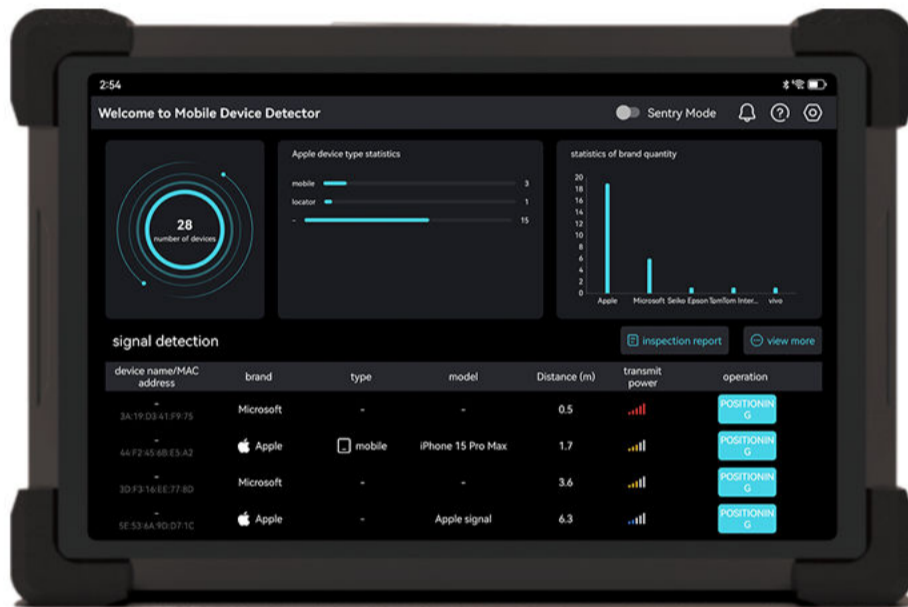 2:54
Welcome to Mobile Device Detector
Sentry Mode
28
number of devices
Apple device type statistics
mobile 3
locator 1
- 15
statistics of brand quantity
20
18
16
14
12
10
8
6
4
2
0
Apple Microsoft Seiko Epson TomTom Inter... vivo
signal detection
inspection report
view more
device name/MAC address
brand
type
model
Distance (m)
transmit power
operation
-
3A:19:D3:41:F9:75
Microsoft
-
-
0.5
POSITIONIN
G
-
44:F2:45:6B:E5:A2
Apple
mobile
iPhone 15 Pro Max
1.7
POSITIONIN
G
-
3D:F3:16:EE:77:8D
Microsoft
-
-
3.6
POSITIONIN
G
-
5E:53:6A:9D:D7:1C
Apple
-
Apple signal
6.3
POSITIONIN
G